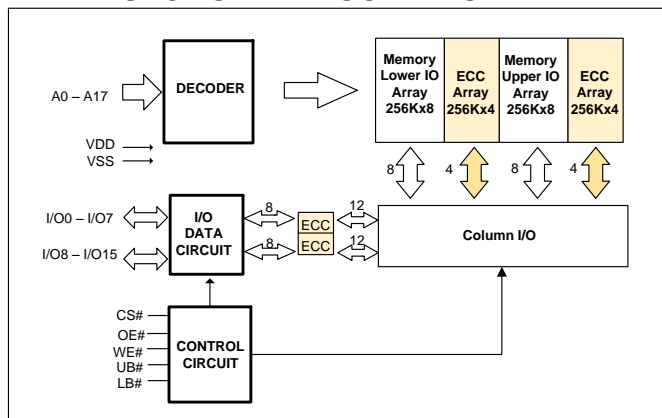 A0 – A17
DECODER
Memory
Lower IO
Array
256Kx8
ECC
Array
256Kx4
Memory
Upper IO
Array
256Kx8
ECC
Array
256Kx4
VDD
VSS
8
4
8
4
I/O0 – I/O7
I/O8 – I/O15
I/O
DATA
CIRCUIT
8
8
ECC
ECC
12
12
Column I/O
CS#
OE#
WE#
UB#
LB#
CONTROL
CIRCUIT